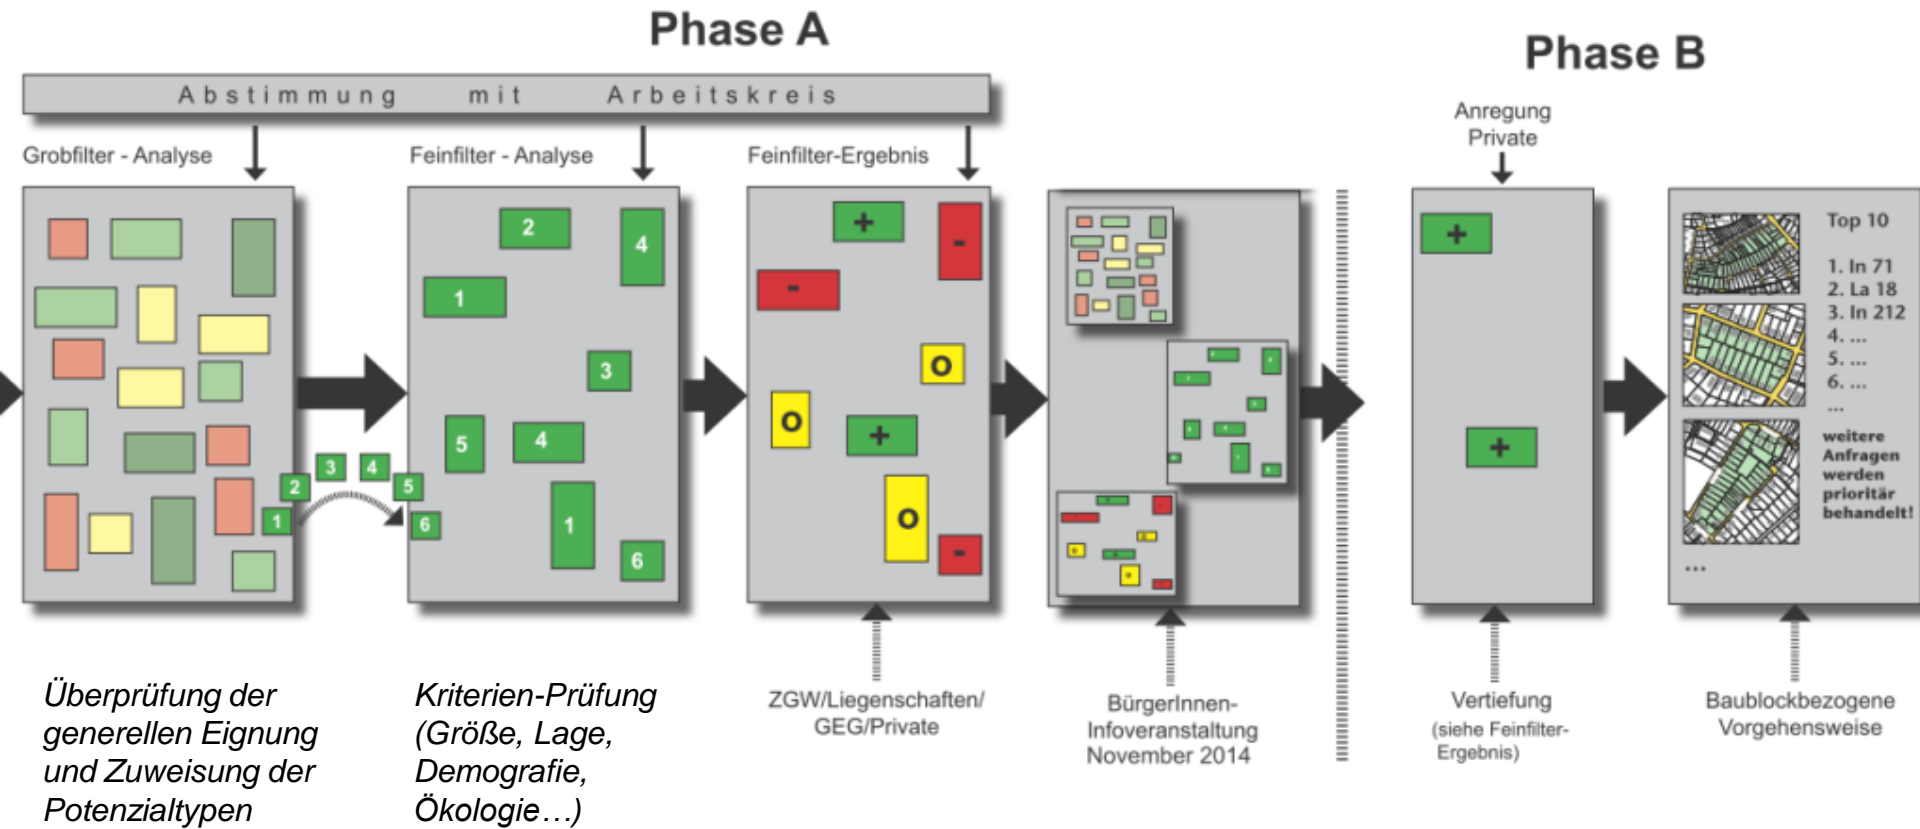 Phase A
Phase B
Abstimmung mit Arbeitskreis
Anregung
Private
Grobfilter - Analyse
Feinfilter - Analyse
Feinfilter-Ergebnis
2
4
1
3
5
4
1
6
1
2
3
4
5
6
+
-
-
o
o
+
o
-
+
+
Top 10
1. In 71
2. La 18
3. In 212
4. ...
5. ...
6. ...
...
weitere
Anfragen
werden
prioritär
behandelt!
...
Überprüfung der
generellen Eignung
und Zuweisung der
Potenzialtypen
Kriterien-Prüfung
(Größe, Lage,
Demografie,
Ökologie...)
ZGW/Liegenschaften/
GEG/Private
BürgerInnen-
Infoveranstaltung
November 2014
Vertiefung
(siehe Feinfilter-
Ergebnis)
Baublockbezogene
Vorgehensweise